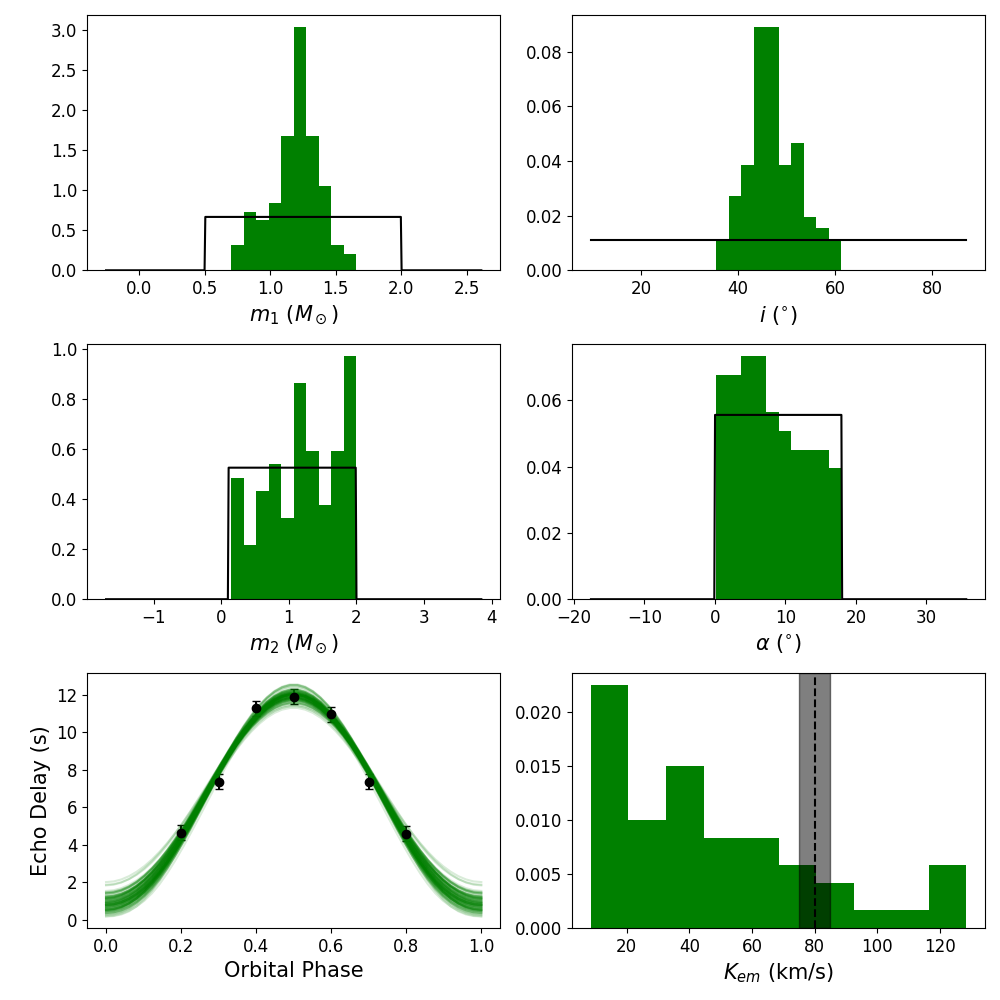 3.0
2.5
2.0
1.5
1.0
0.5
0.0
0.0 0.5 1.0 1.5 2.0 2.5
m₁ (M⊙)
0.08
0.06
0.04
0.02
0.00
20 40 60 80
i (°)
1.0
0.8
0.6
0.4
0.2
0.0
−1 0 1 2 3 4
m₂ (M⊙)
0.06
0.04
0.02
0.00
−20 −10 0 10 20 30
α (°)
Echo Delay (s)
12
10
8
6
4
2
0
0.0 0.2 0.4 0.6 0.8 1.0
Orbital Phase
0.020
0.015
0.010
0.005
0.000
20 40 60 80 100 120
Kₑₘ (km/s)